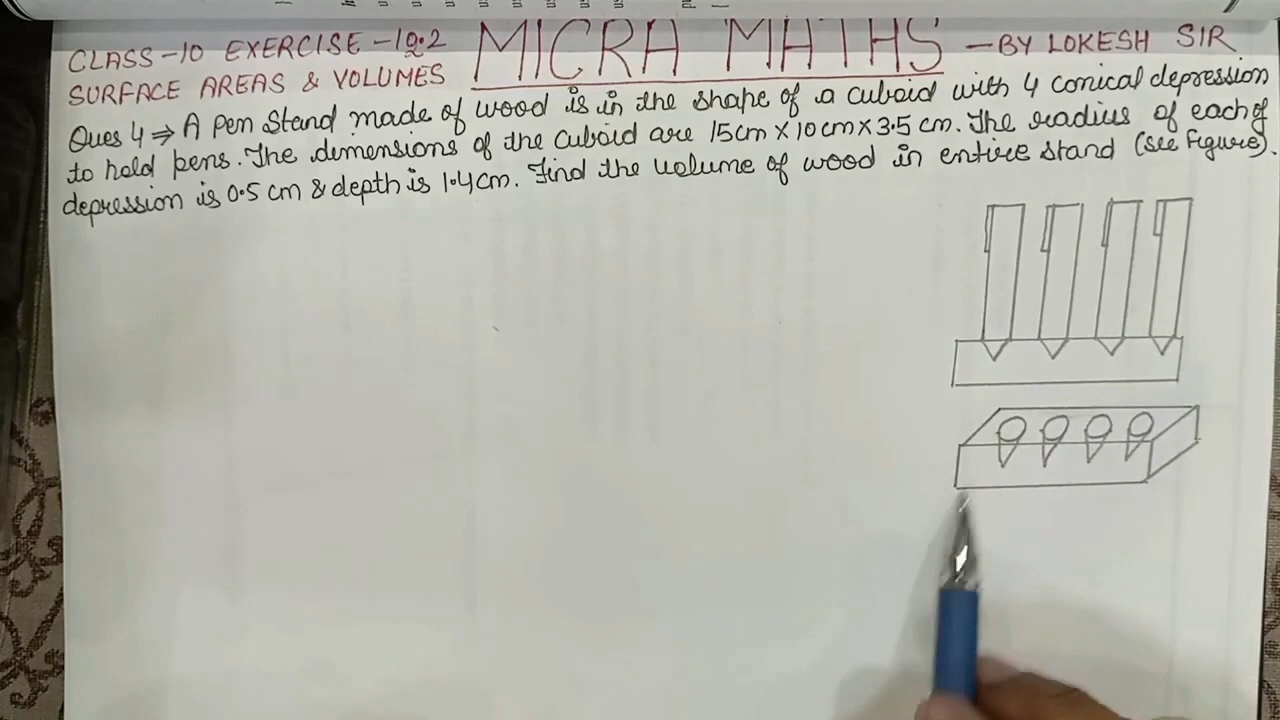 CLASS-10 EXERCISE-12.2 MICRA MATHS -BY LOKESH SIR
SURFACE AREAS & VOLUMES
Ques 4 ⇒ A pen stand made of wood is in the shape of a cuboid with 4 conical depression
to hold pens. The dimensions of the cuboid are 15cm X 10cm X 3.5 cm. The radius of each of
depression is 0.5 cm & depth is 1.4cm. Find the volume of wood in entire stand (see figure).